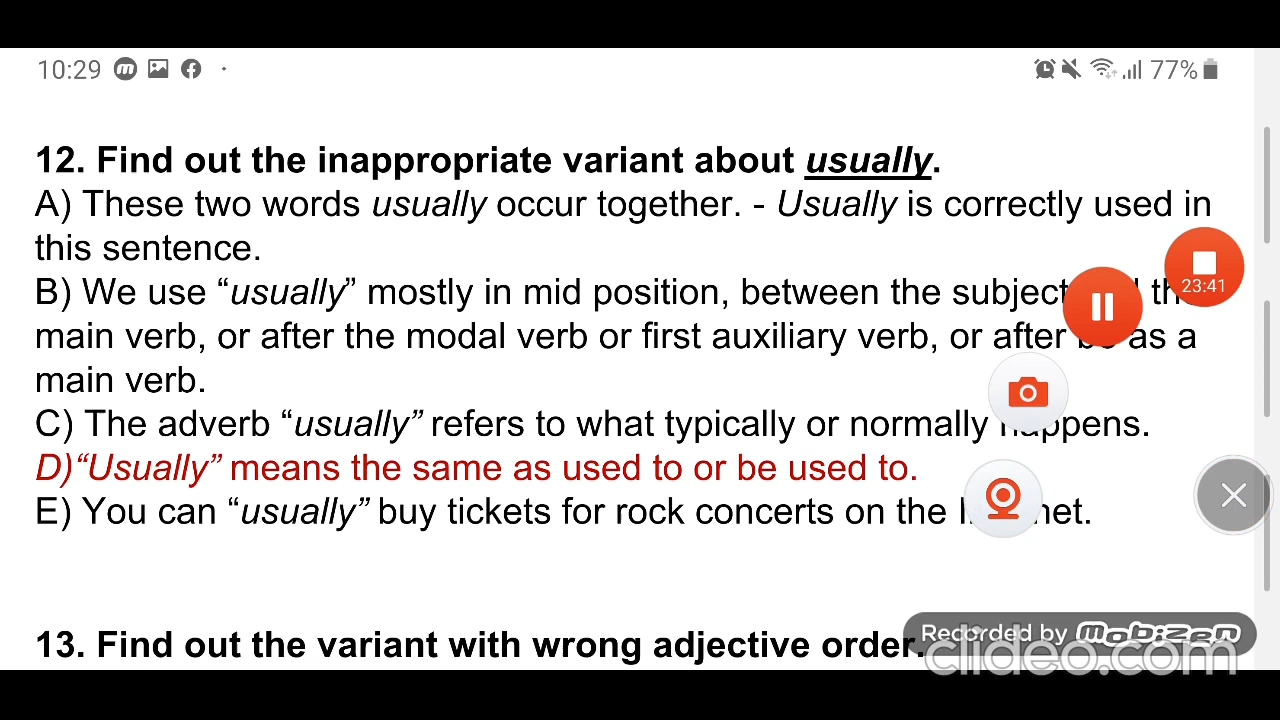 10:29
77%
12. Find out the inappropriate variant about usually.
A) These two words usually occur together. - Usually is correctly used in
this sentence.
B) We use “usually” mostly in mid position, between the subject
23:41
main verb, or after the modal verb or first auxiliary verb, or after be as a
main verb.
C) The adverb “usually” refers to what typically or normally happens.
D)“Usually” means the same as used to or be used to.
E) You can “usually” buy tickets for rock concerts on the
13. Find out the variant with wrong adjective order.
Recorded by Mobizen
clideo.com